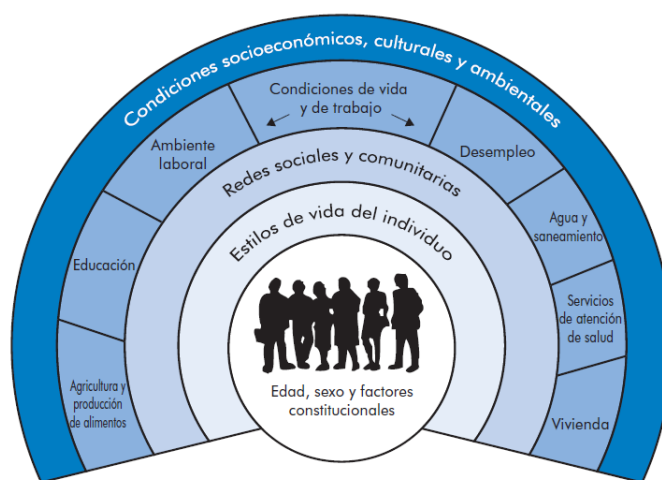 Condiciones socioeconómicos, culturales y ambientales
Condiciones de vida
y de trabajo
Ambiente
laboral
Desempleo
Redes sociales y comunitarias
Agua y
saneamiento
Estilos de vida del individuo
Educación
Servicios
de atención
de salud
Agricultura y
producción
de alimentos
Edad, sexo y factores
constitucionales
Vivienda